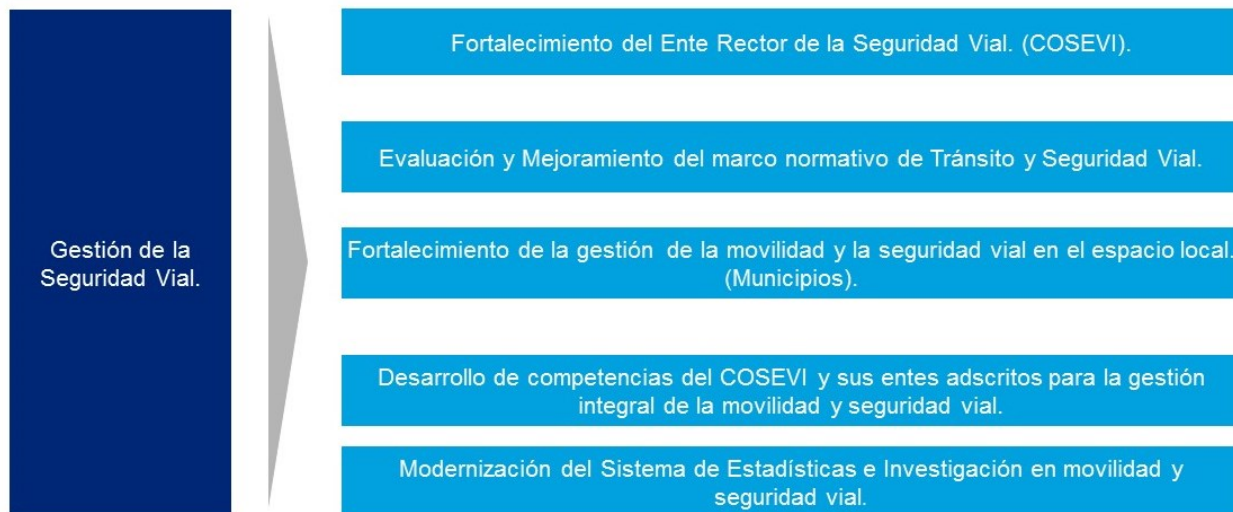 Gestión de la
Seguridad Vial.
Fortalecimiento del Ente Rector de la Seguridad Vial. (COSEVI).
Evaluación y Mejoramiento del marco normativo de Tránsito y Seguridad Vial.
Fortalecimiento de la gestión de la movilidad y la seguridad vial en el espacio local.
(Municipios).
Desarrollo de competencias del COSEVI y sus entes adscritos para la gestión
integral de la movilidad y seguridad vial.
Modernización del Sistema de Estadísticas e Investigación en movilidad y
seguridad vial.